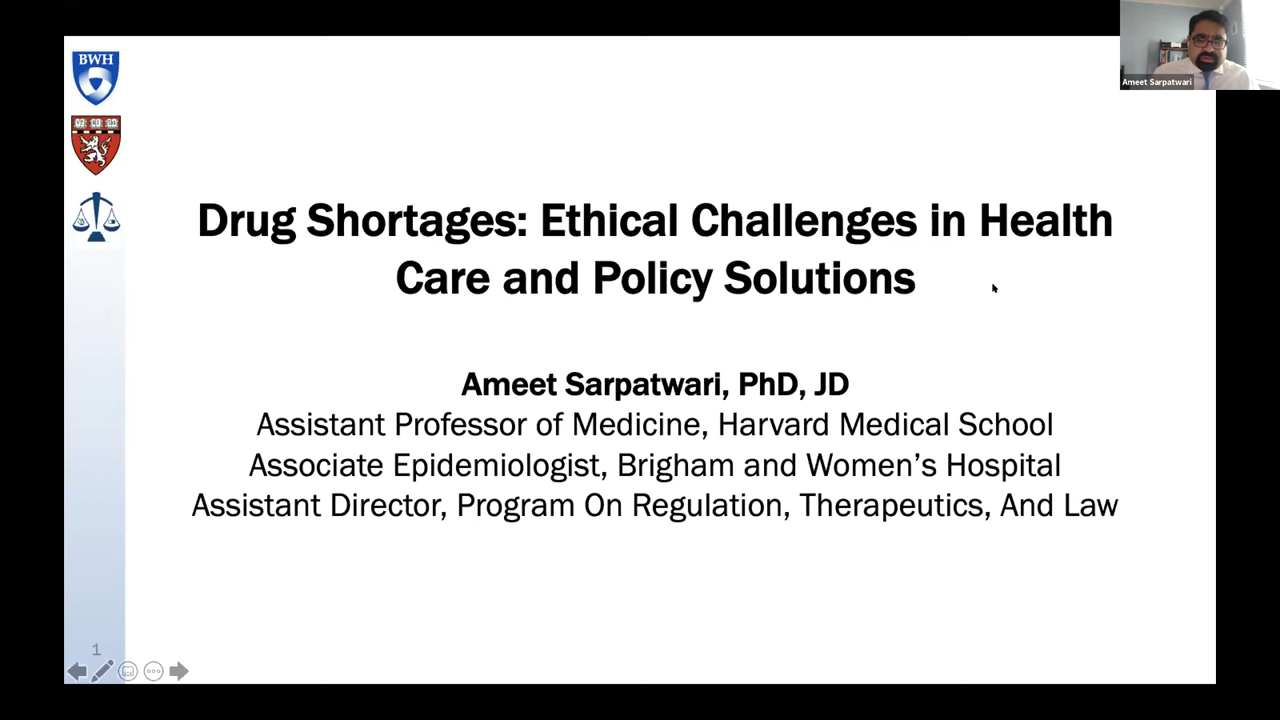 BWH
Ameet Sarpatwari
Drug Shortages: Ethical Challenges in Health
Care and Policy Solutions
Ameet Sarpatwari, PhD, JD
Assistant Professor of Medicine, Harvard Medical School
Associate Epidemiologist, Brigham and Women’s Hospital
Assistant Director, Program On Regulation, Therapeutics, And Law
1